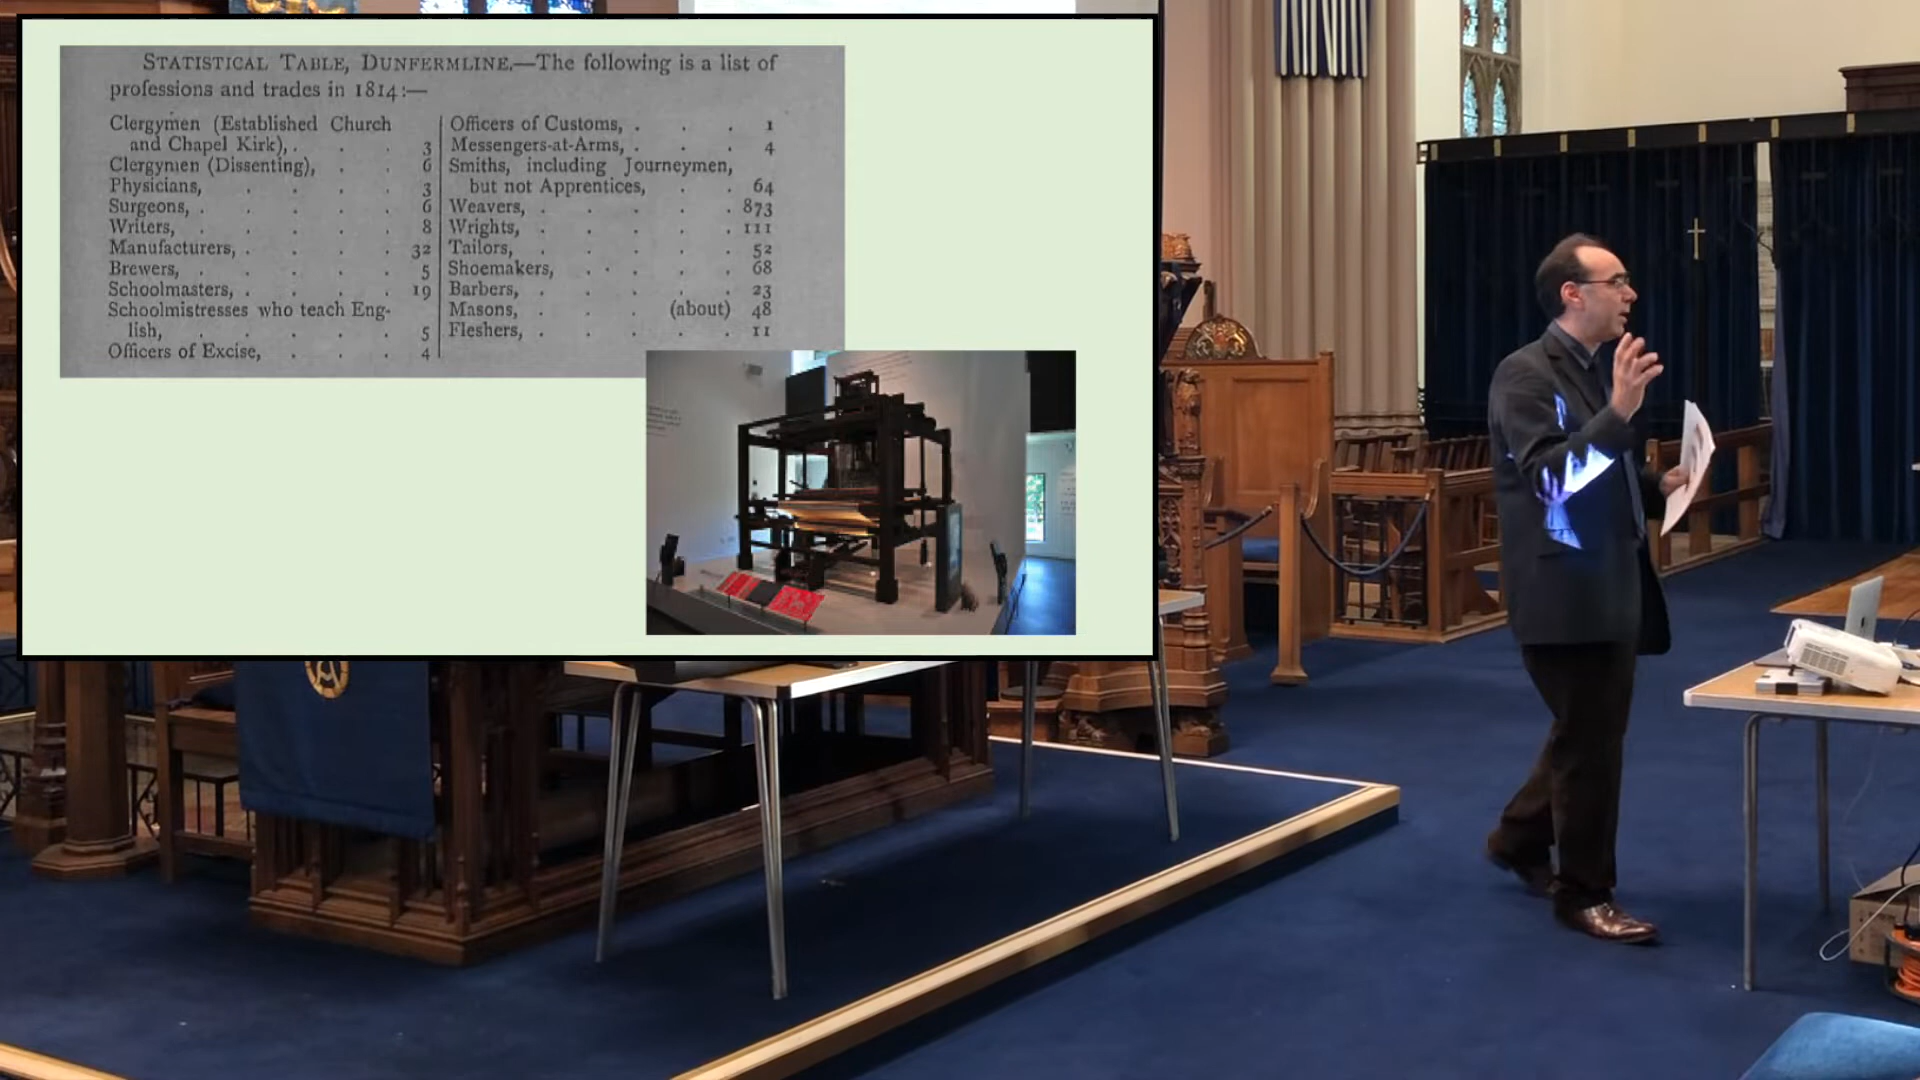 STATISTICAL TABLE, DUNFERMLINE.—The following is a list of
professions and trades in 1814:—
Clergymen (Established Church
and Chapel Kirk), . . . 3
Clergymen (Dissenting), . . 6
Physicians, . . . . 3
Surgeons, . . . . . 6
Writers, . . . . . 8
Manufacturers, . . . . 32
Brewers, . . . . . 5
Schoolmasters, . . . . 19
Schoolmistresses who teach Eng-
lish, . . . . . 5
Officers of Excise, . . . 4
Officers of Customs, . . . 1
Messengers-at-Arms, . . . 4
Smiths, including Journeymen,
but not Apprentices, . . 64
Weavers, . . . . . 873
Wrights, . . . . . 111
Tailors, . . . . . 52
Shoemakers, . . . . . 68
Barbers, . . . . . 23
Masons, . . . (about) 48
Fleshers, . . . . . 11